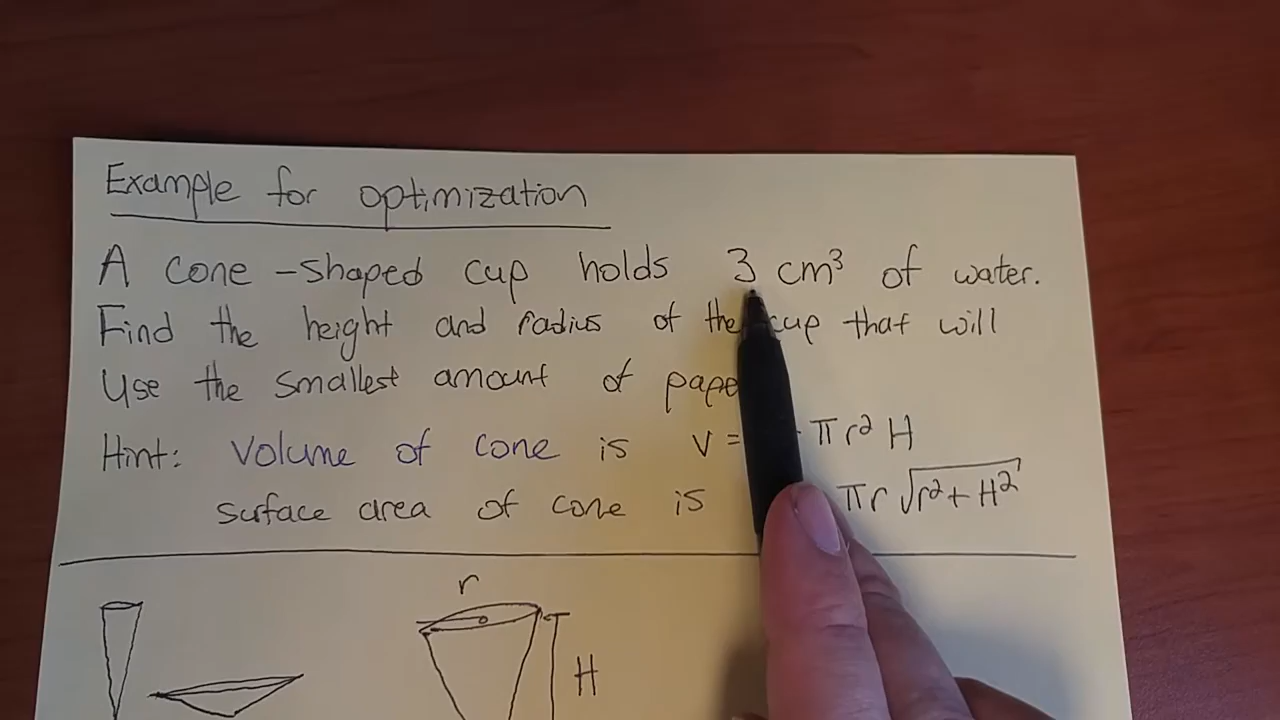 Example for optimization
A cone-shaped cup holds 3 cm³ of water.
Find the height and radius of the cup that will
Use the smallest amount of
Hint: Volume of cone is V = π r² H
surface area of cone is πr √r² + H²
r
H